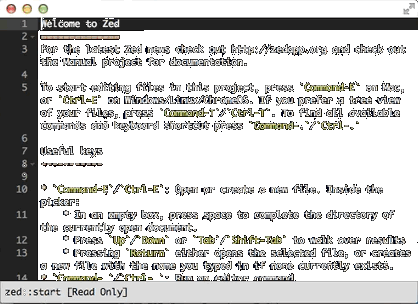 1 Welcome to Zed
2 ==============
3 For the latest Zed news check out http://zedapp.org and check out
the Manual project for documentation.
4
5 To start editing files in this project, press `Command-E` on Mac,
or `Ctrl-E` on Windows/Linux/ChromeOS. If you prefer a tree view
of your files, press `Command-T`/`Ctrl-T`. To find all available
commands and keyboard shortcut press `Command-.`/`Ctrl-.`
6
7 Useful keys
8 -----------
9
10 * `Command-E`/`Ctrl-E`: Open or create a new file. Inside the
picker:
11 * In an empty box, press space to complete the directory of
the currently open document.
12 * Press `Up`/`Down` or `Tab`/`Shift-Tab` to walk over results
13 * Pressing `Return` either opens the selected file, or creates
a new file with the name you typed in if none currently exists.
14 Run an editor command
zed::start [Read Only]